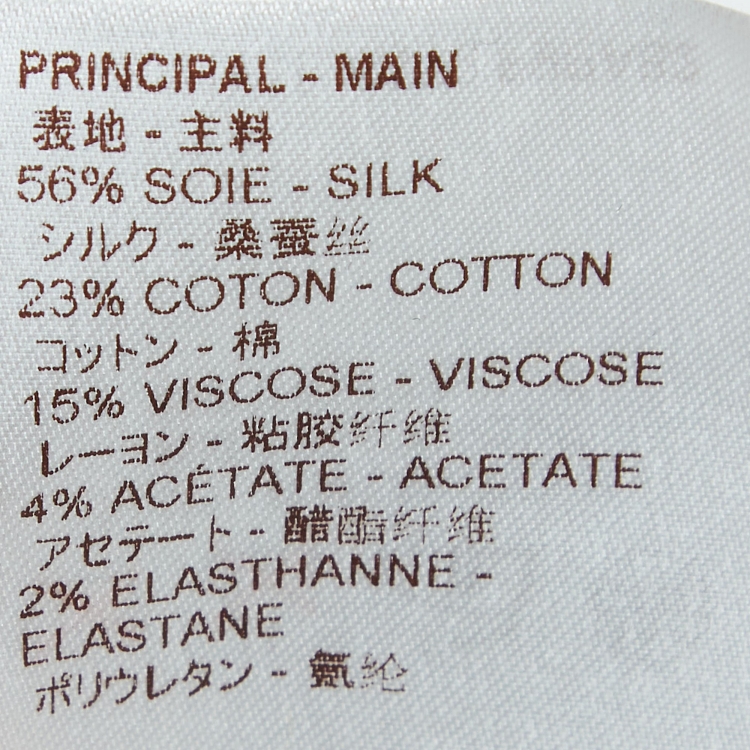 PRINCIPAL - MAIN
表地 - 主料
56% SOIE - SILK
シルク - 桑蚕丝
23% COTON - COTTON
コットン - 棉
15% VISCOSE - VISCOSE
レーヨン - 粘胶纤维
4% ACÉTATE - ACETATE
アセテート - 醋酯纤维
2% ELASTHANNE -
ELASTANE
ポリウレタン - 氨纶